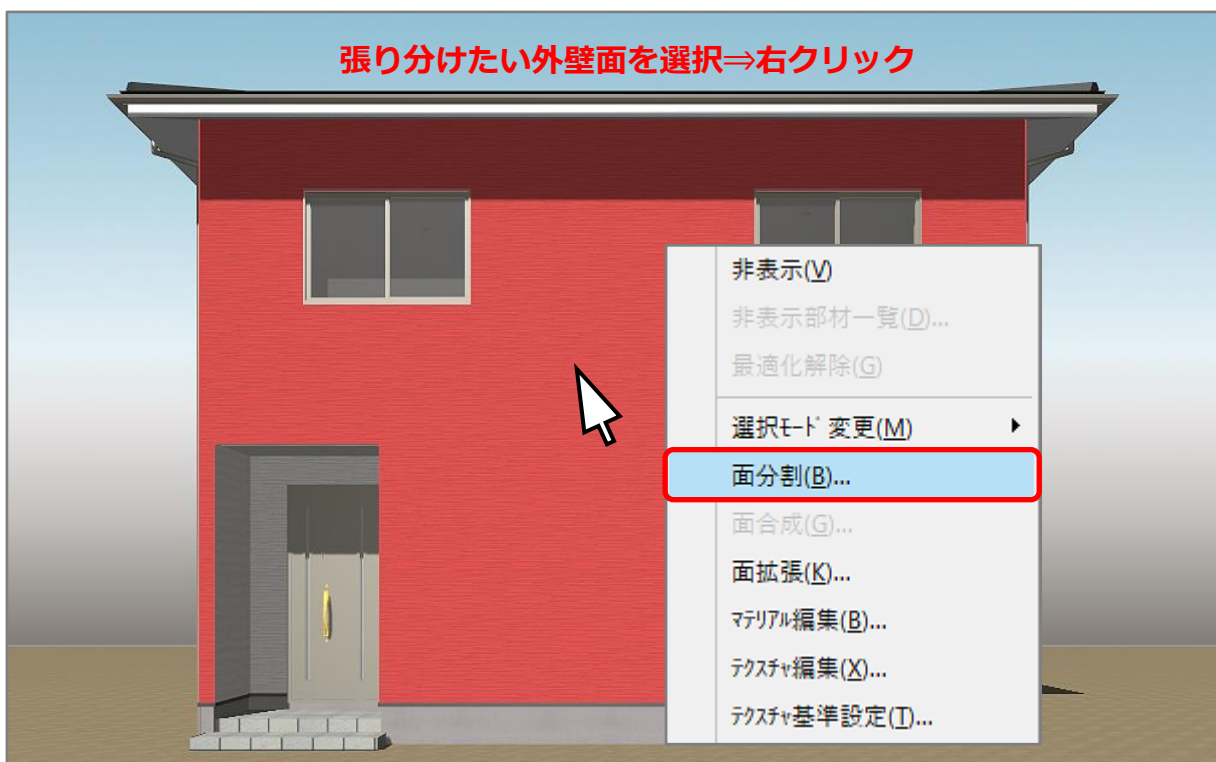 張り分けたい外壁面を選択⇒右クリック
非表示(V)
非表示部材一覧(D)...
最適化解除(G)
選択ﾓｰﾄﾞ変更(M)
面分割(B)...
面合成(G)...
面拡張(K)...
ﾏﾃﾘｱﾙ編集(B)...
ﾃｸｽﾁｬ編集(X)...
ﾃｸｽﾁｬ基準設定(T)...